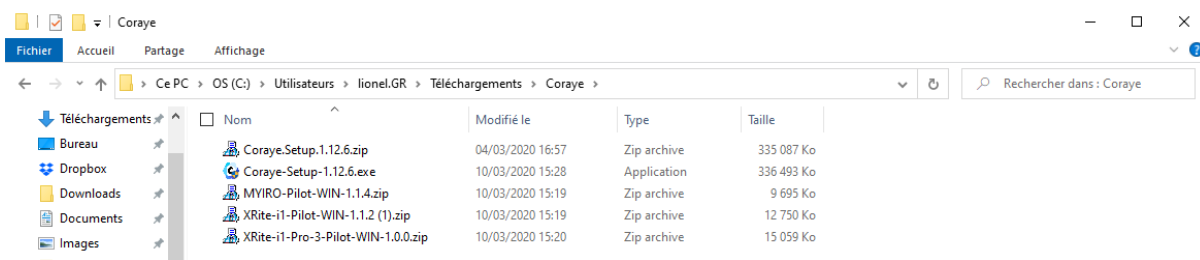 Coraye
Fichier Accueil Partage Affichage
Ce PC > OS (C:) > Utilisateurs > lionel.GR > Téléchargements > Coraye > Rechercher dans : Coraye
Téléchargements Nom Modifié le Type Taille
Bureau Coraye.Setup.1.12.6.zip 04/03/2020 16:57 Zip archive 335 087 Ko
Dropbox Coraye-Setup-1.12.6.exe 10/03/2020 15:28 Application 336 493 Ko
Downloads MYIRO-Pilot-WIN-1.1.4.zip 10/03/2020 15:19 Zip archive 9 695 Ko
Documents XRite-i1-Pilot-WIN-1.1.2 (1).zip 10/03/2020 15:19 Zip archive 12 750 Ko
Images XRite-i1-Pro-3-Pilot-WIN-1.0.0.zip 10/03/2020 15:20 Zip archive 15 059 Ko